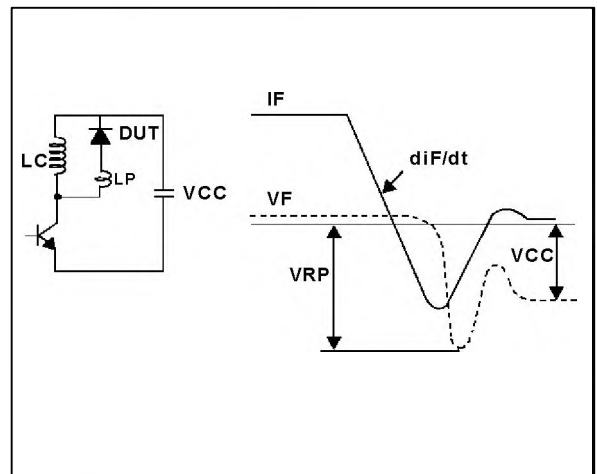 IF
DUT
diF/dt
LC
LP
VCC
VF
VCC
VRP